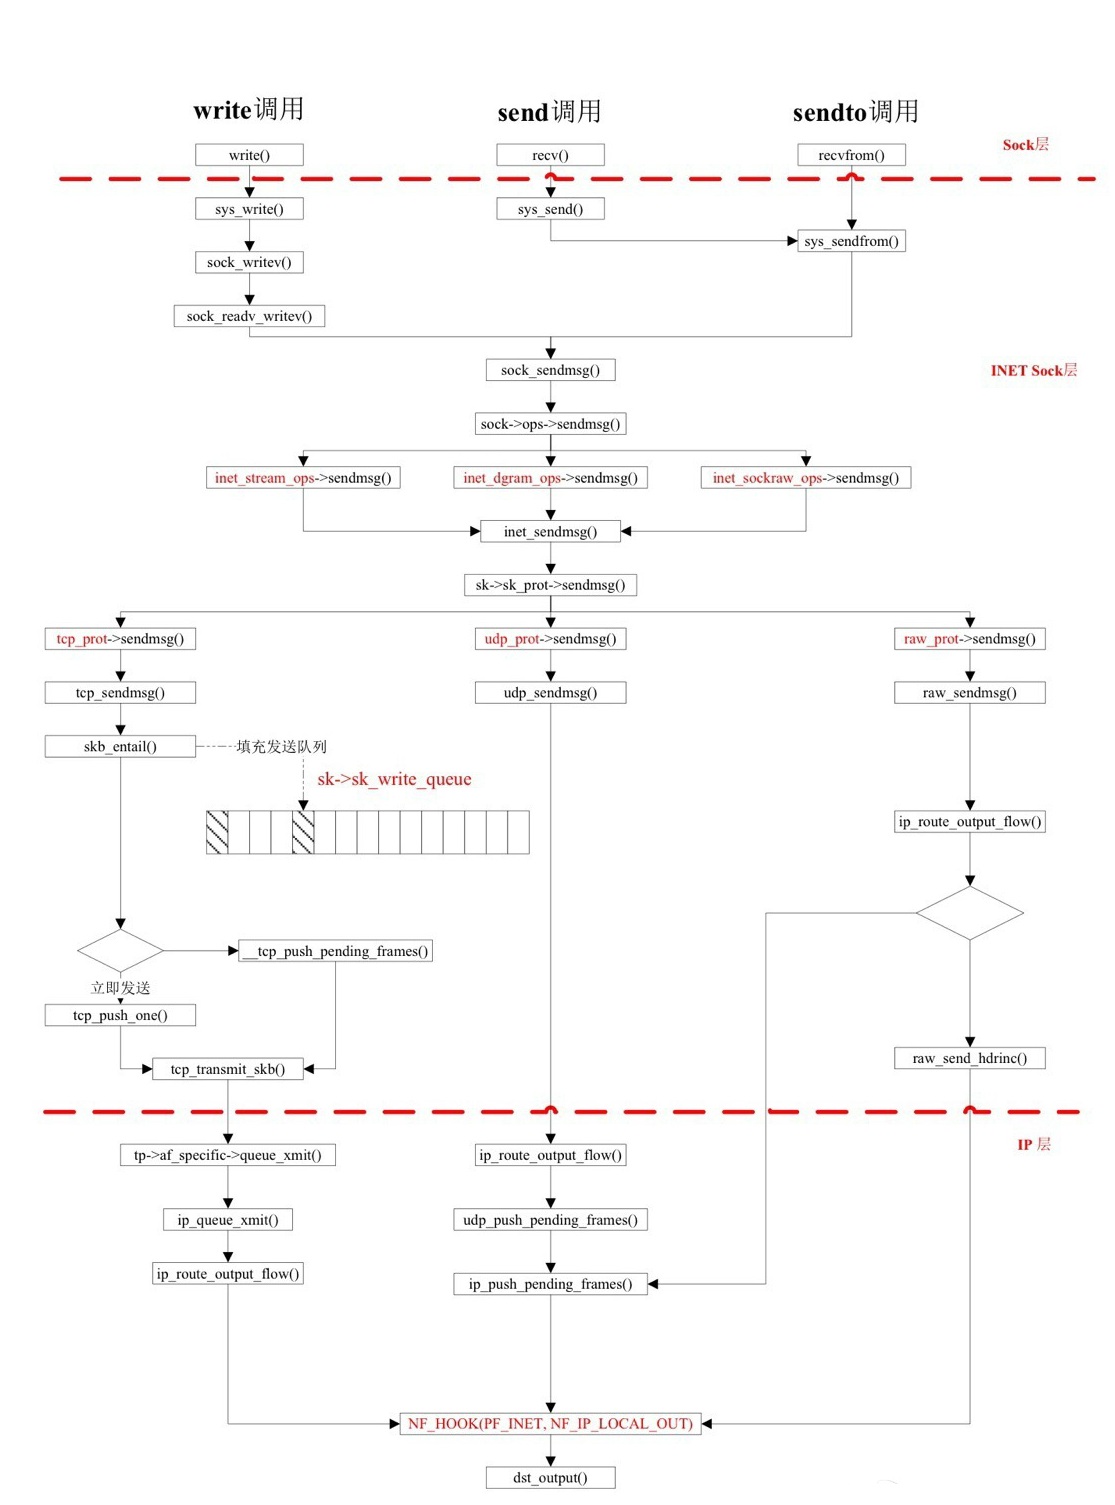 write调用
send调用
sendto调用
write()
recv()
recvfrom()
Sock层
sys_write()
sys_send()
sys_sendfrom()
sock_writev()
sock_readv_writev()
sock_sendmsg()
INET Sock层
sock->ops->sendmsg()
inet_stream_ops->sendmsg()
inet_dgram_ops->sendmsg()
inet_sockraw_ops->sendmsg()
inet_sendmsg()
sk->sk_prot->sendmsg()
tcp_prot->sendmsg()
udp_prot->sendmsg()
raw_prot->sendmsg()
tcp_sendmsg()
udp_sendmsg()
raw_sendmsg()
skb_entail()
填充发送队列
sk->sk_write_queue
ip_route_output_flow()
__tcp_push_pending_frames()
立即发送
tcp_push_one()
tcp_transmit_skb()
raw_send_hdrinc()
IP 层
tp->af_specific->queue_xmit()
ip_route_output_flow()
ip_queue_xmit()
udp_push_pending_frames()
ip_route_output_flow()
ip_push_pending_frames()
NF_HOOK(PF_INET, NF_IP_LOCAL_OUT)
dst_output()